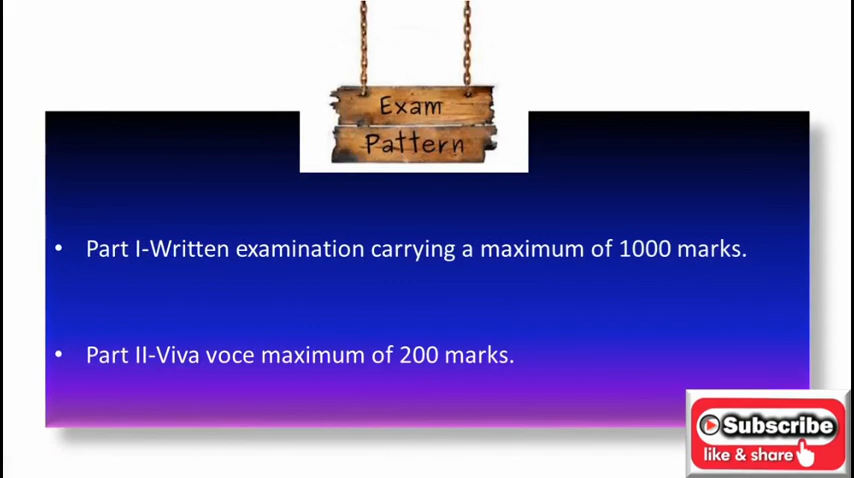 Exam
Pattern
• Part I-Written examination carrying a maximum of 1000 marks.
• Part II-Viva voce maximum of 200 marks.
Subscribe
like & share